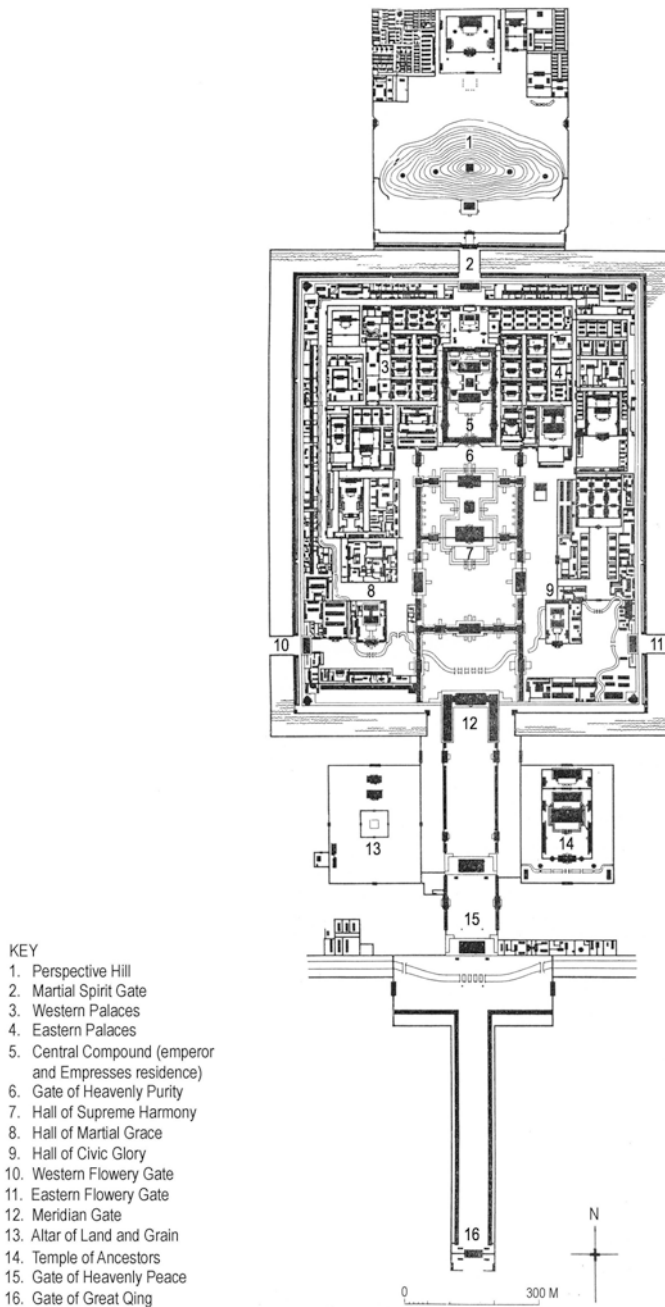 1
2
3
4
5
6
7
8
9
10
11
12
13
14
15
16
KEY
1. Perspective Hill
2. Martial Spirit Gate
3. Western Palaces
4. Eastern Palaces
5. Central Compound (emperor
and Empresses residence)
6. Gate of Heavenly Purity
7. Hall of Supreme Harmony
8. Hall of Martial Grace
9. Hall of Civic Glory
10. Western Flowery Gate
11. Eastern Flowery Gate
12. Meridian Gate
13. Altar of Land and Grain
14. Temple of Ancestors
15. Gate of Heavenly Peace
16. Gate of Great Qing
N
0 300 M